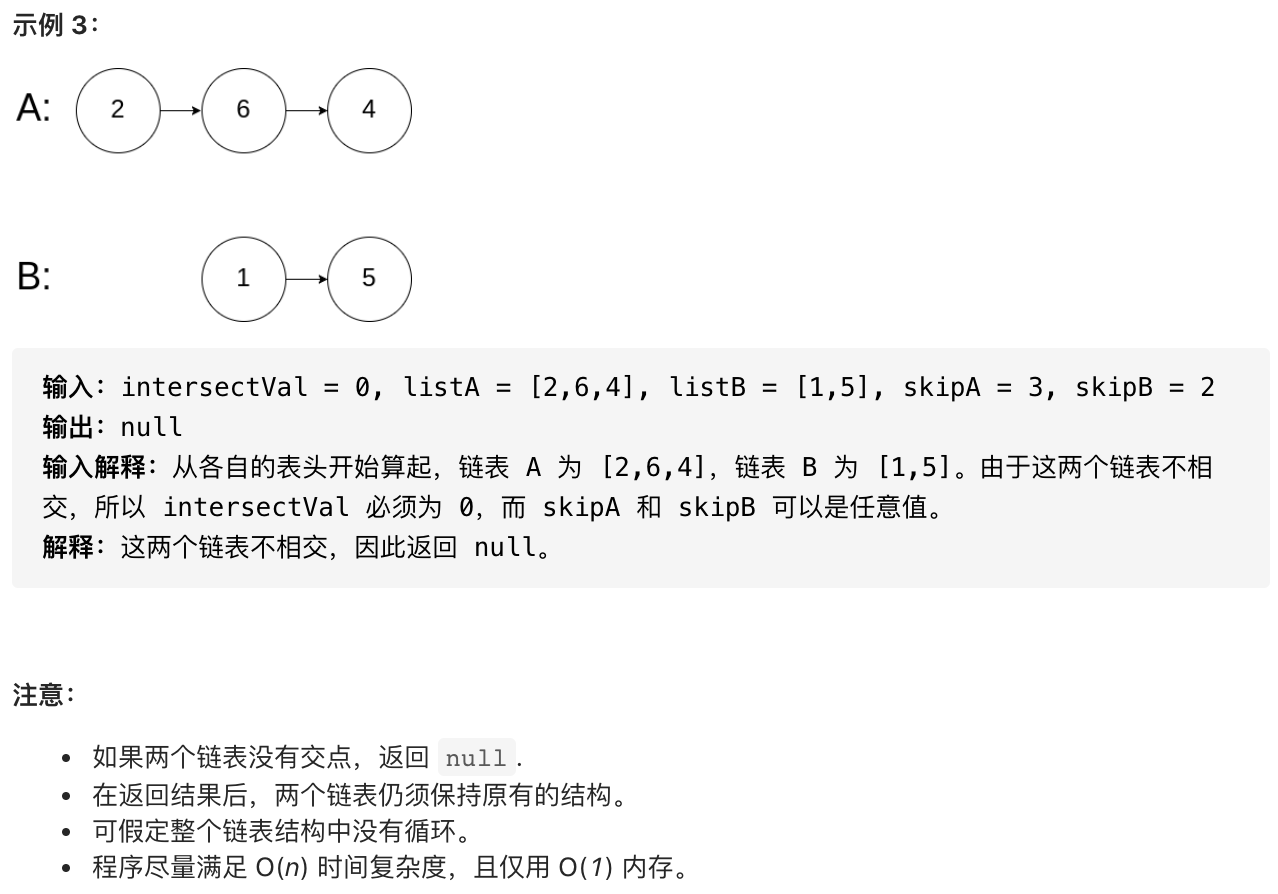 示例 3：
A: 2 6 4
B: 1 5
输入：intersectVal = 0, listA = [2,6,4], listB = [1,5], skipA = 3, skipB = 2
输出：null
输入解释：从各自的表头开始算起，链表 A 为 [2,6,4]，链表 B 为 [1,5]。由于这两个链表不相
交，所以 intersectVal 必须为 0，而 skipA 和 skipB 可以是任意值。
解释：这两个链表不相交，因此返回 null。
注意：
• 如果两个链表没有交点，返回 null.
• 在返回结果后，两个链表仍须保持原有的结构。
• 可假定整个链表结构中没有循环。
• 程序尽量满足 O(n) 时间复杂度，且仅用 O(1) 内存。